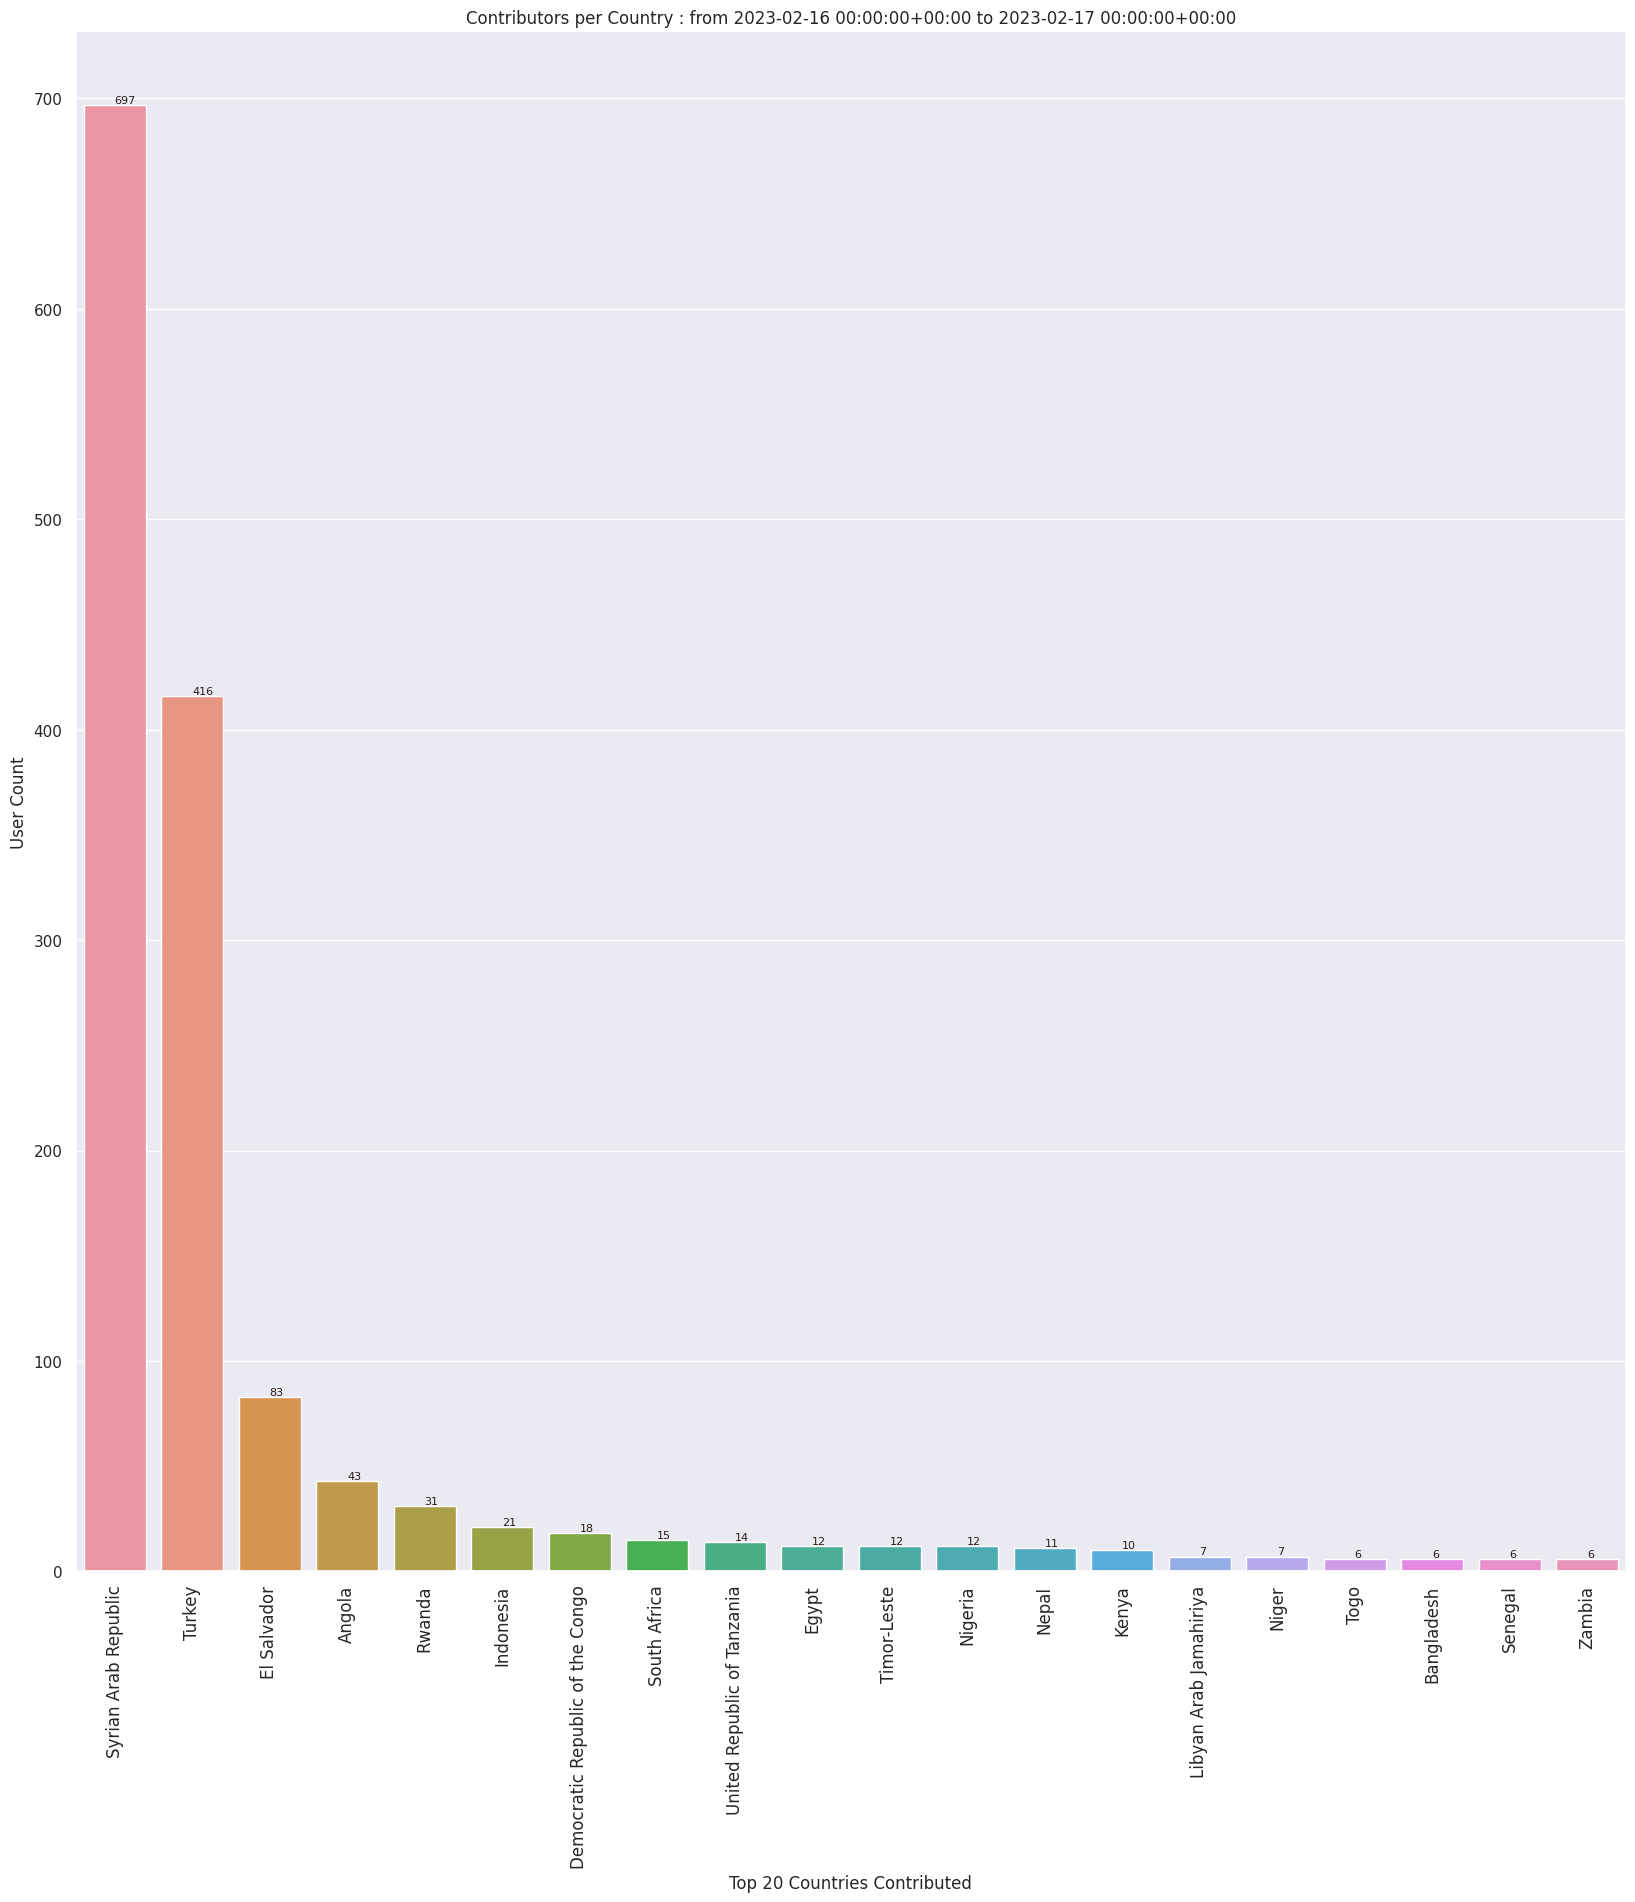 Contributors per Country : from 2023-02-16 00:00:00+00:00 to 2023-02-17 00:00:00+00:00
User Count
700
600
500
400
300
200
100
0
697
416
83
43
31
21
18
15
14
12
12
12
11
10
7
7
6
6
6
6
Syrian Arab Republic
Turkey
El Salvador
Angola
Rwanda
Indonesia
Democratic Republic of the Congo
South Africa
United Republic of Tanzania
Egypt
Timor-Leste
Nigeria
Nepal
Kenya
Libyan Arab Jamahiriya
Niger
Togo
Bangladesh
Senegal
Zambia
Top 20 Countries Contributed